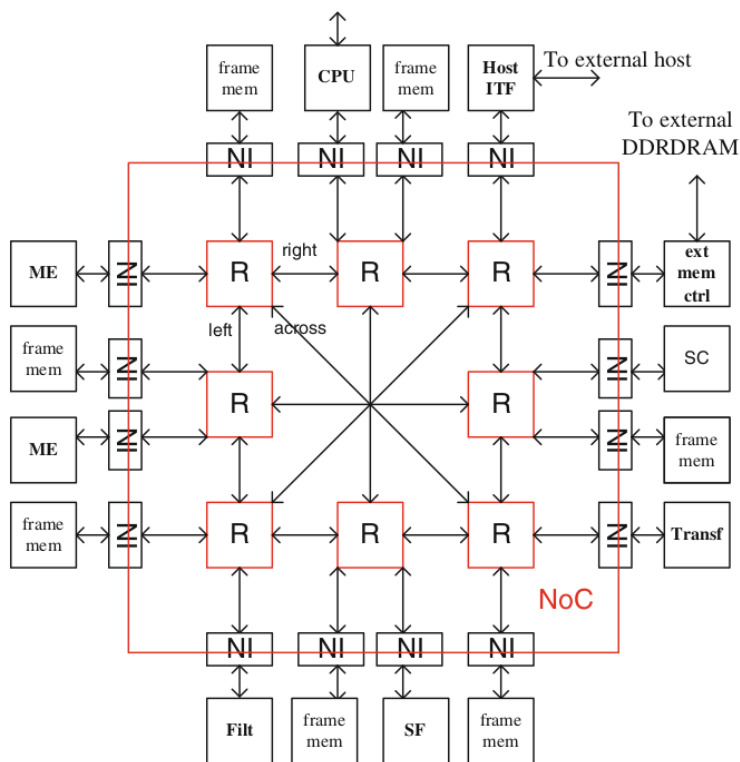 frame
mem
CPU
frame
mem
Host
ITF
To external host
To external
DDRDRAM
NI
NI
NI
NI
ME
NI
R
right
R
R
NI
ext
mem
ctrl
left
across
frame
mem
NI
R
R
NI
SC
ME
NI
NI
frame
mem
frame
mem
NI
R
R
R
NI
Transf
NoC
NI
NI
NI
NI
Filt
frame
mem
SF
frame
mem